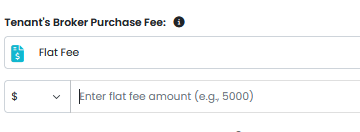 Tenant's Broker Purchase Fee:
Flat Fee
$ Enter flat fee amount (e.g., 5000)